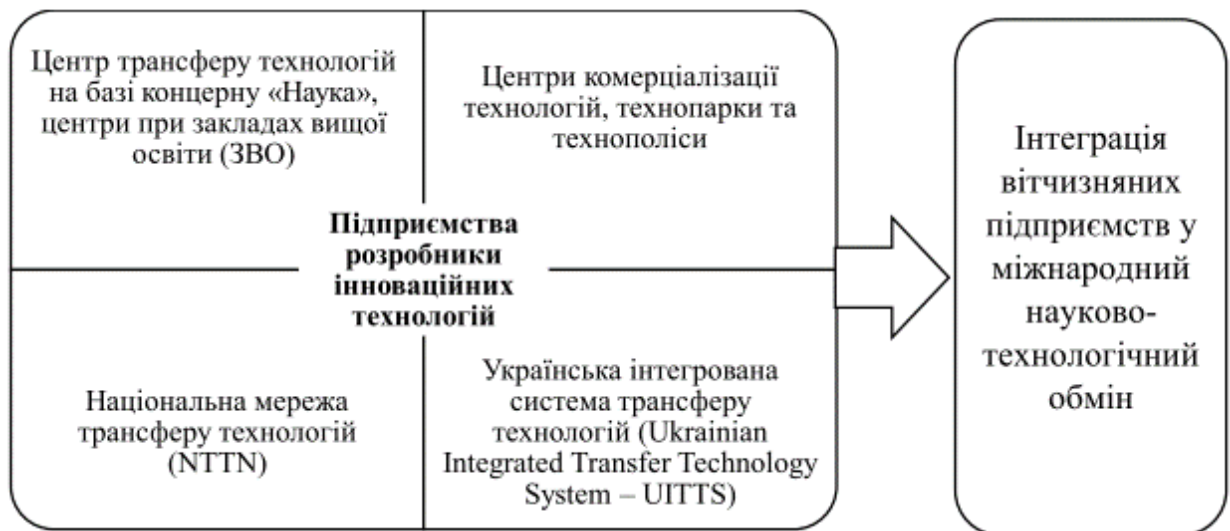 Центр трансферу технологій
на базі концерну «Наука»,
центри при закладах вищої
освіти (ЗВО)
Центри комерціалізації
технологій, технопарки та
технополіси
Підприємства
розробники
інноваційних
технологій
Національна мережа
трансферу технологій
(NTTN)
Українська інтегрована
система трансферу
технологій (Ukrainian
Integrated Transfer Technology
System – UITTS)
Інтеграція
вітчизняних
підприємств у
міжнародний
науково-
технологічний
обмін